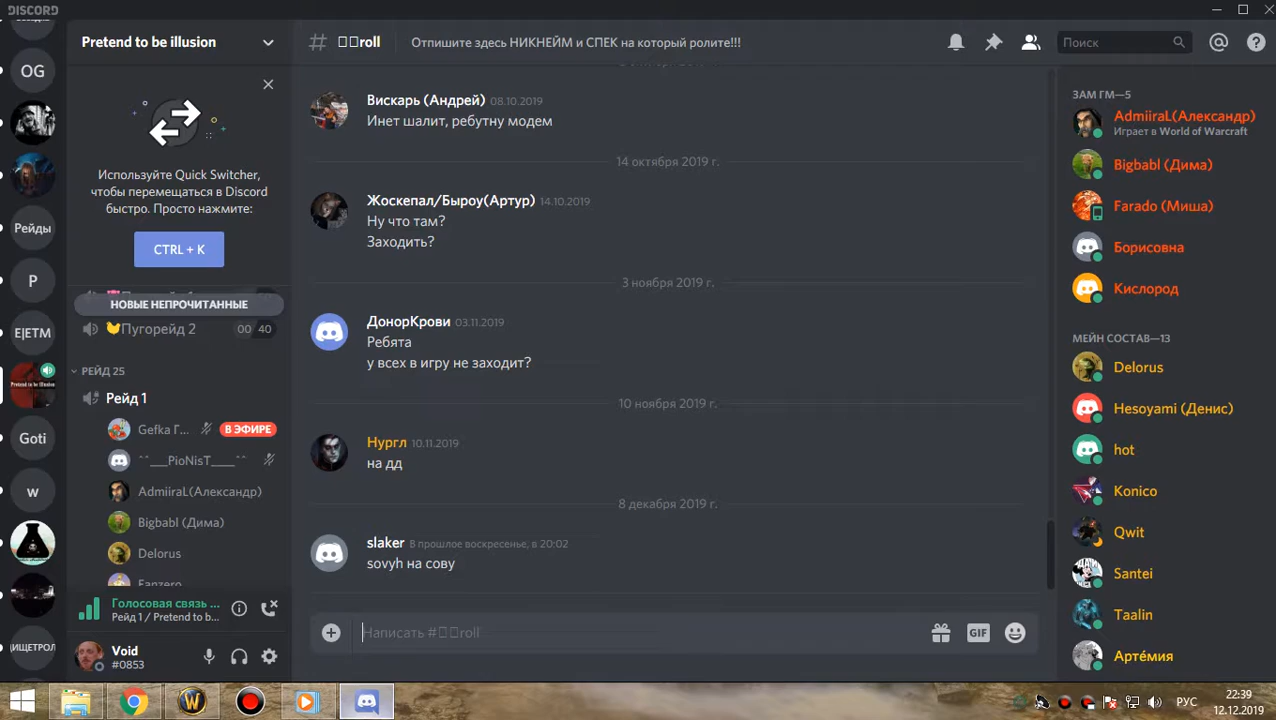 DISCORD
Pretend to be illusion
roll
Отпишите здесь НИКНЕЙМ и СПЕК на который ролите!!!
Поиск
OG
Рейды
P
E|ETM
Goti
w
ИЩЕТРОЛ
Используйте Quick Switcher,
чтобы перемещаться в Discord
быстро. Просто нажмите:
CTRL + K
НОВЫЕ НЕПРОЧИТАННЫЕ
Пугорейд 2 00 40
РЕЙД 25
Рейд 1
Gefka Г... В ЭФИРЕ
ˆˆ___PioNisT____ˆˆ
AdmiiraL(Александр)
Bigbabl (Дима)
Delorus
Fanzero
Голосовая связь ...
Рейд 1 / Pretend to b...
Void
#0853
Вискарь (Андрей) 08.10.2019
Инет шалит, ребутну модем
14 октября 2019 г.
Жоскепал/Быроу(Артур) 14.10.2019
Ну что там?
Заходить?
3 ноября 2019 г.
ДонорКрови 03.11.2019
Ребята
у всех в игру не заходит?
10 ноября 2019 г.
Нургл 10.11.2019
на дд
8 декабря 2019 г.
slaker В прошлое воскресенье, в 20:02
sovyh на сову
Написать #▯▯roll
GIF
ЗАМ ГМ—5
AdmiiraL(Александр)
Играет в World of Warcraft
Bigbabl (Дима)
Farado (Миша)
Борисовна
Кислород
МЕЙН СОСТАВ—13
Delorus
Hesoyami (Денис)
hot
Konico
Qwit
Santei
Taalin
Артéмия
РУС
22:39
12.12.2019